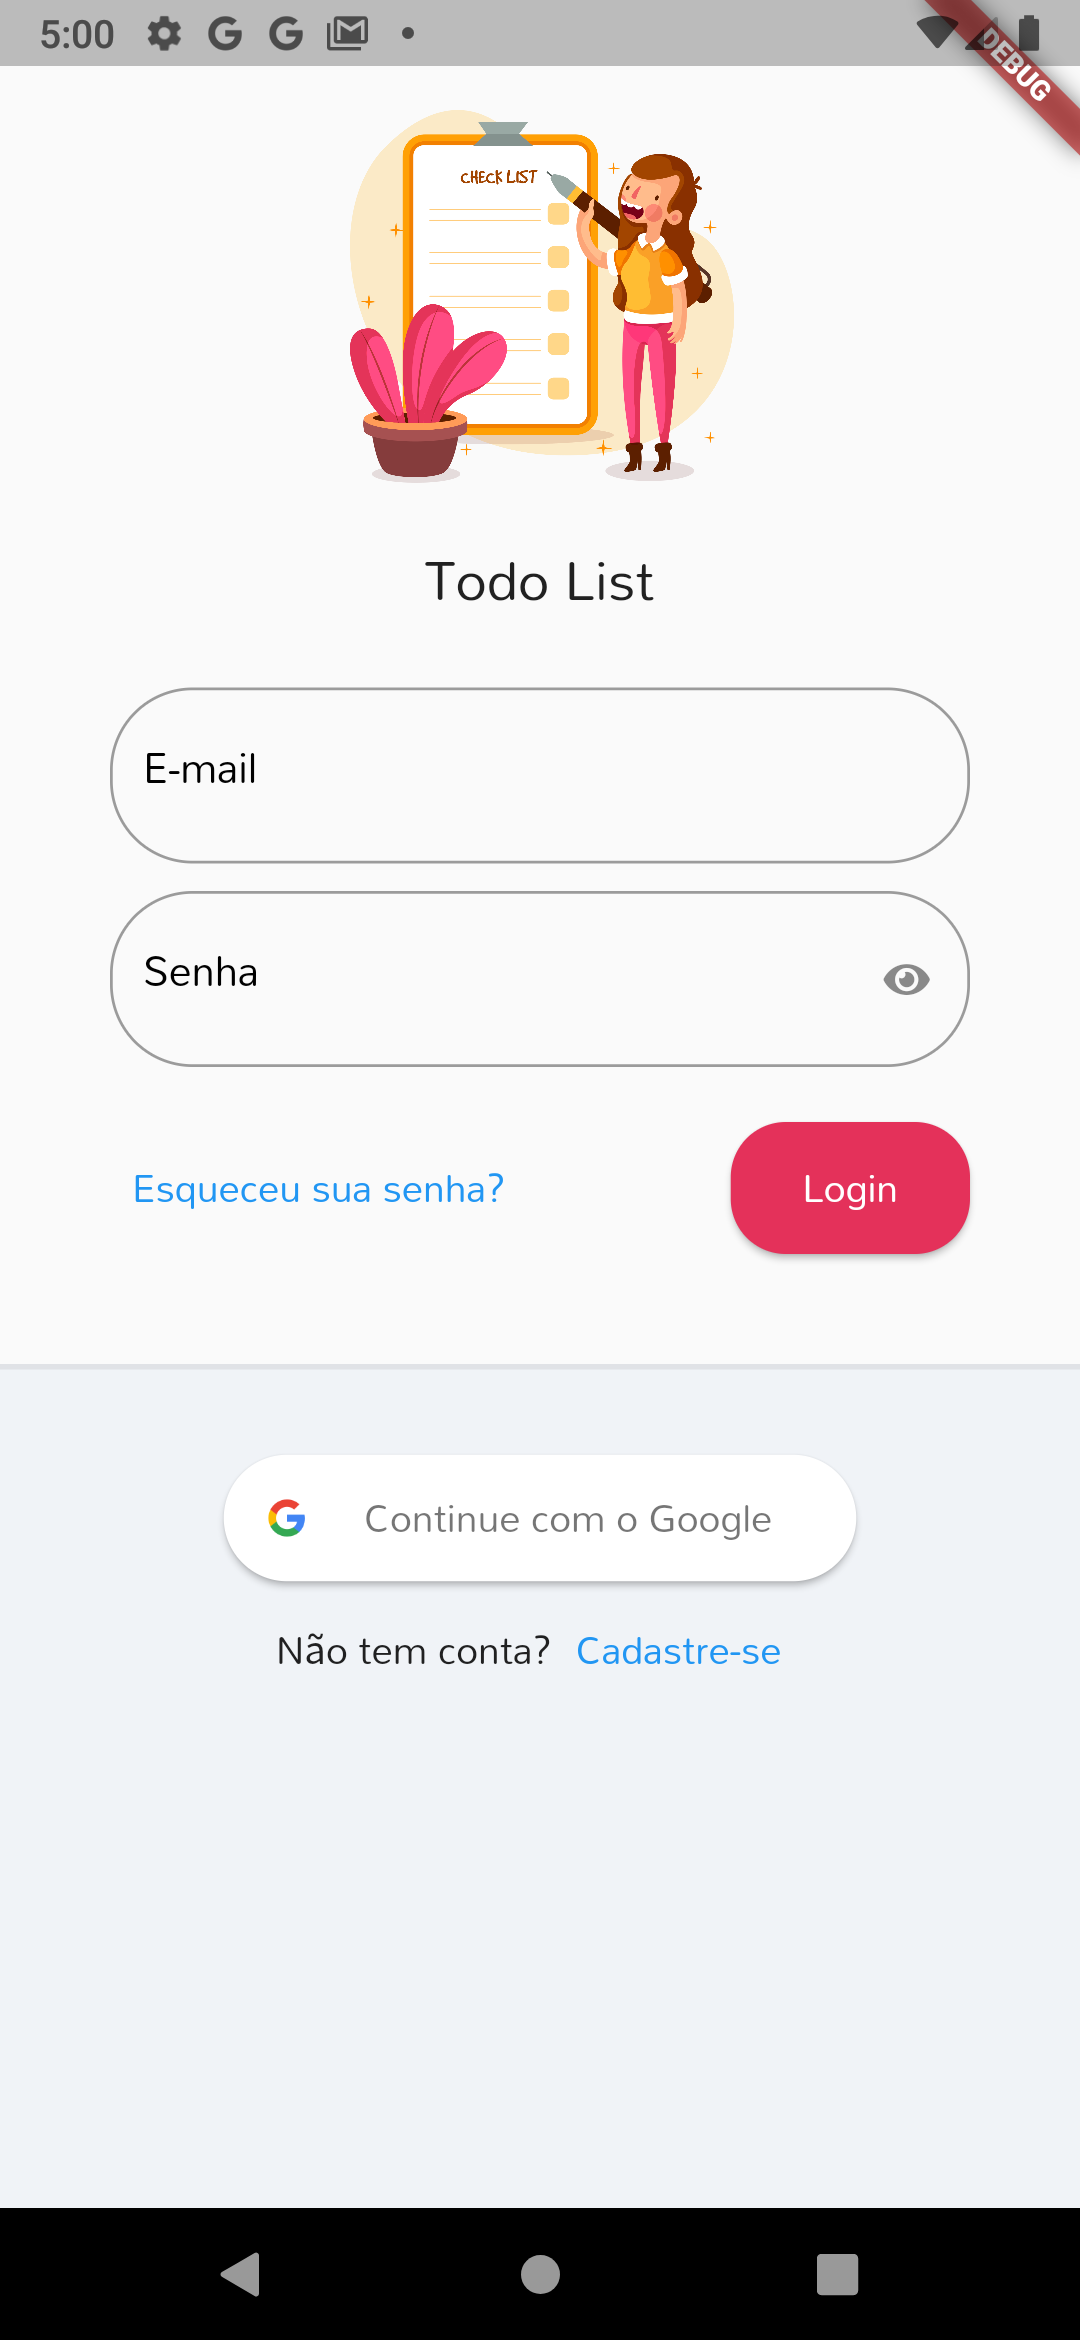 5:00
DEBUG
CHECK LIST
Todo List
E-mail
Senha
Esqueceu sua senha?
Login
Continue com o Google
Não tem conta? Cadastre-se